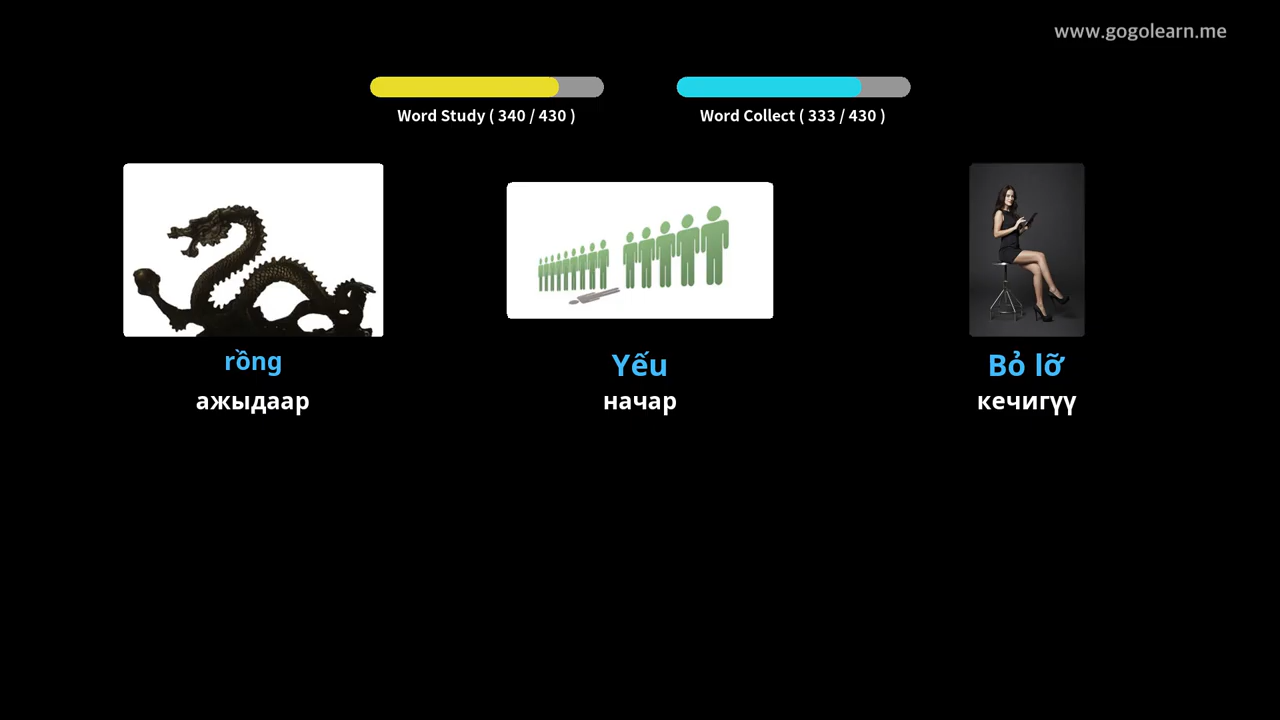 www.gogolearn.me
Word Study ( 340 / 430 )
Word Collect ( 333 / 430 )
rồng
Yếu
Bỏ lỡ
ажыдаар
начар
кечигүү